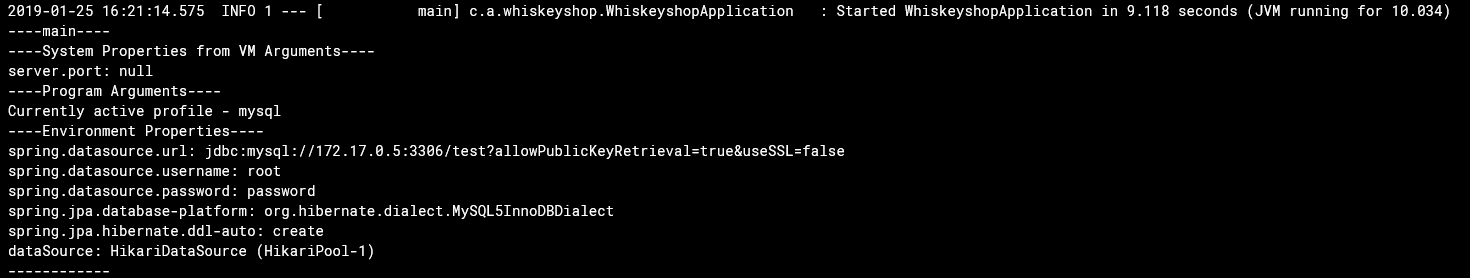 2019-01-25 16:21:14.575  INFO 1 --- [           main] c.a.whiskeyshop.WhiskeyshopApplication   : Started WhiskeyshopApplication in 9.118 seconds (JVM running for 10.034)
----main----
----System Properties from VM Arguments----
server.port: null
----Program Arguments----
Currently active profile - mysql
----Environment Properties----
spring.datasource.url: jdbc:mysql://172.17.0.5:3306/test?allowPublicKeyRetrieval=true&useSSL=false
spring.datasource.username: root
spring.datasource.password: password
spring.jpa.database-platform: org.hibernate.dialect.MySQL5InnoDBDialect
spring.jpa.hibernate.ddl-auto: create
dataSource: HikariDataSource (HikariPool-1)
------------